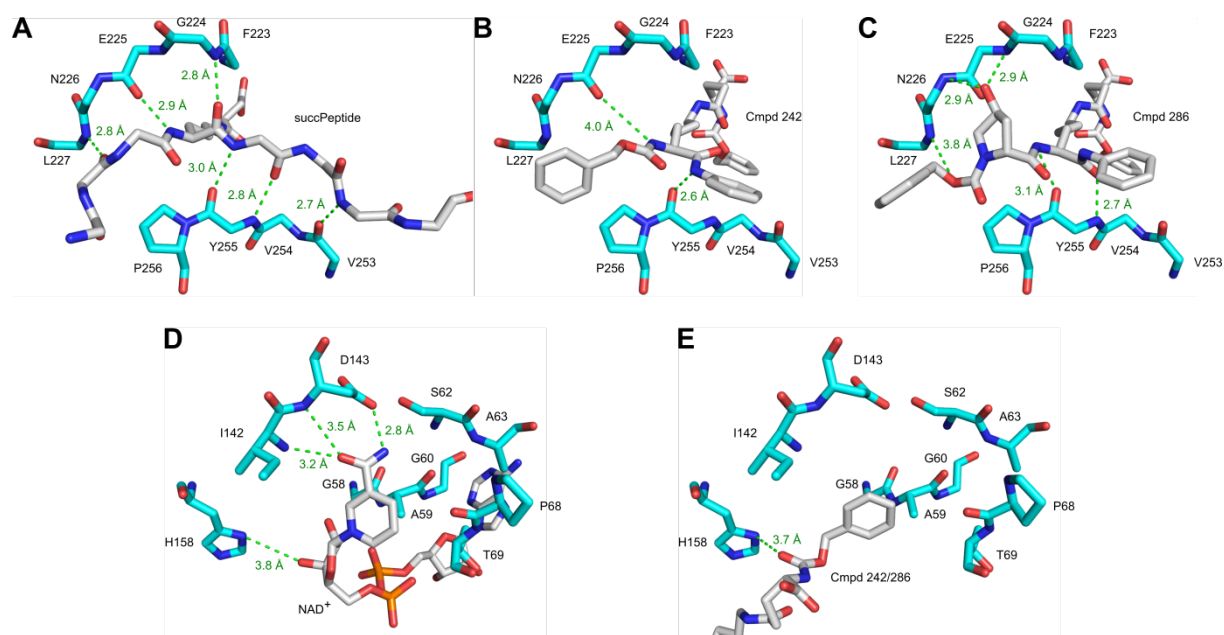 A
G224
E225
F223
N226
2.8 Å
2.9 Å
2.8 Å
succPeptide
L227
3.0 Å
2.8 Å
2.7 Å
Y255
V254
P256
V253
B
G224
E225
F223
N226
4.0 Å
Cmpd 242
L227
2.6 Å
Y255
V254
P256
V253
C
G224
E225
F223
N226
2.9 Å
2.9 Å
Cmpd 286
L227
3.8 Å
3.1 Å
2.7 Å
Y255
V254
P256
V253
D
D143
S62
A63
3.5 Å
2.8 Å
I142
3.2 Å
G60
G58
A59
P68
H158
T69
3.8 Å
NAD+
E
D143
S62
A63
I142
G60
G58
A59
P68
H158
3.7 Å
T69
Cmpd 242/286